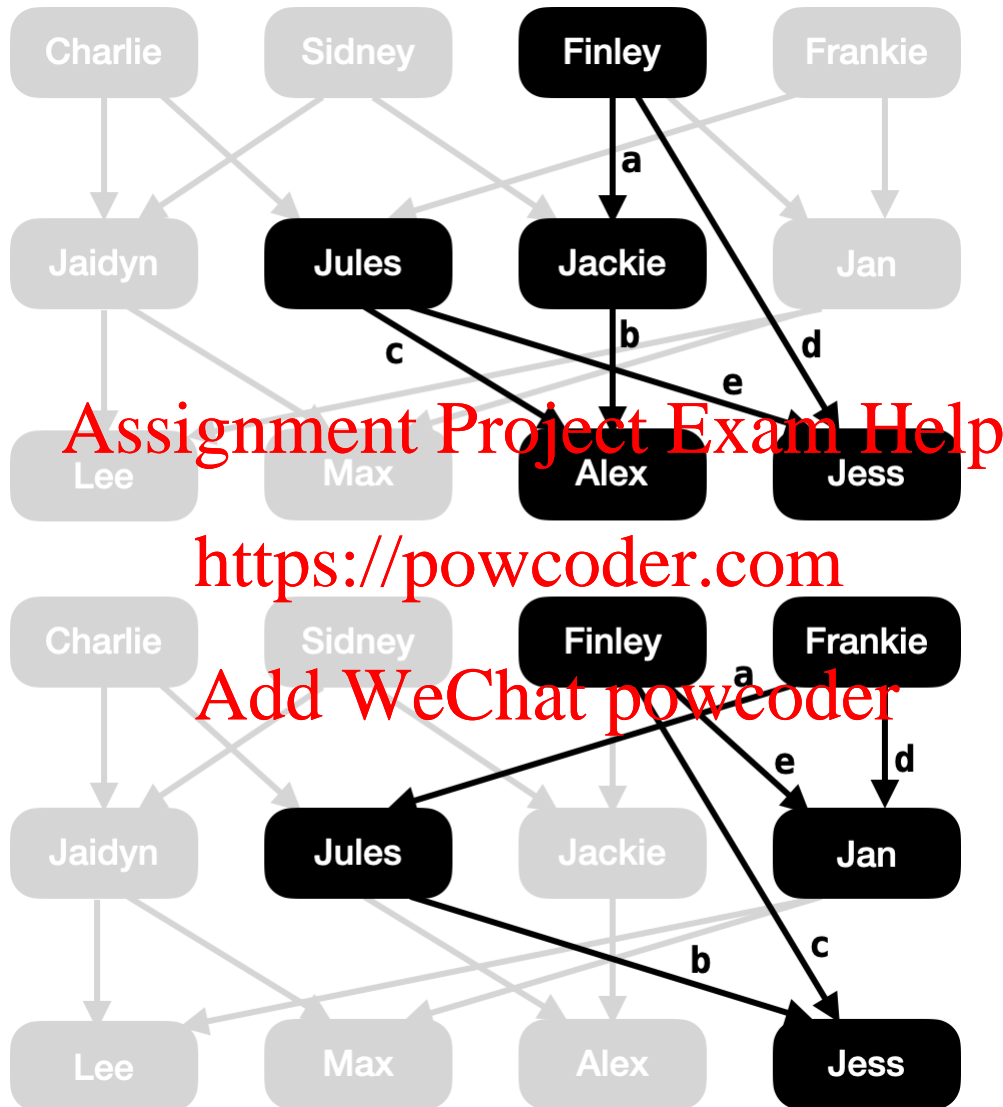 Charlie Sidney Finley Frankie
a
Jaidyn Jules Jackie Jan
b
c d
e
Assignment Project Exam Help
Lee Max Alex Jess
https://powcoder.com
Charlie Sidney Finley Frankie
a
Add WeChat powcoder
e d
Jaidyn Jules Jackie Jan
c
b
Lee Max Alex Jess